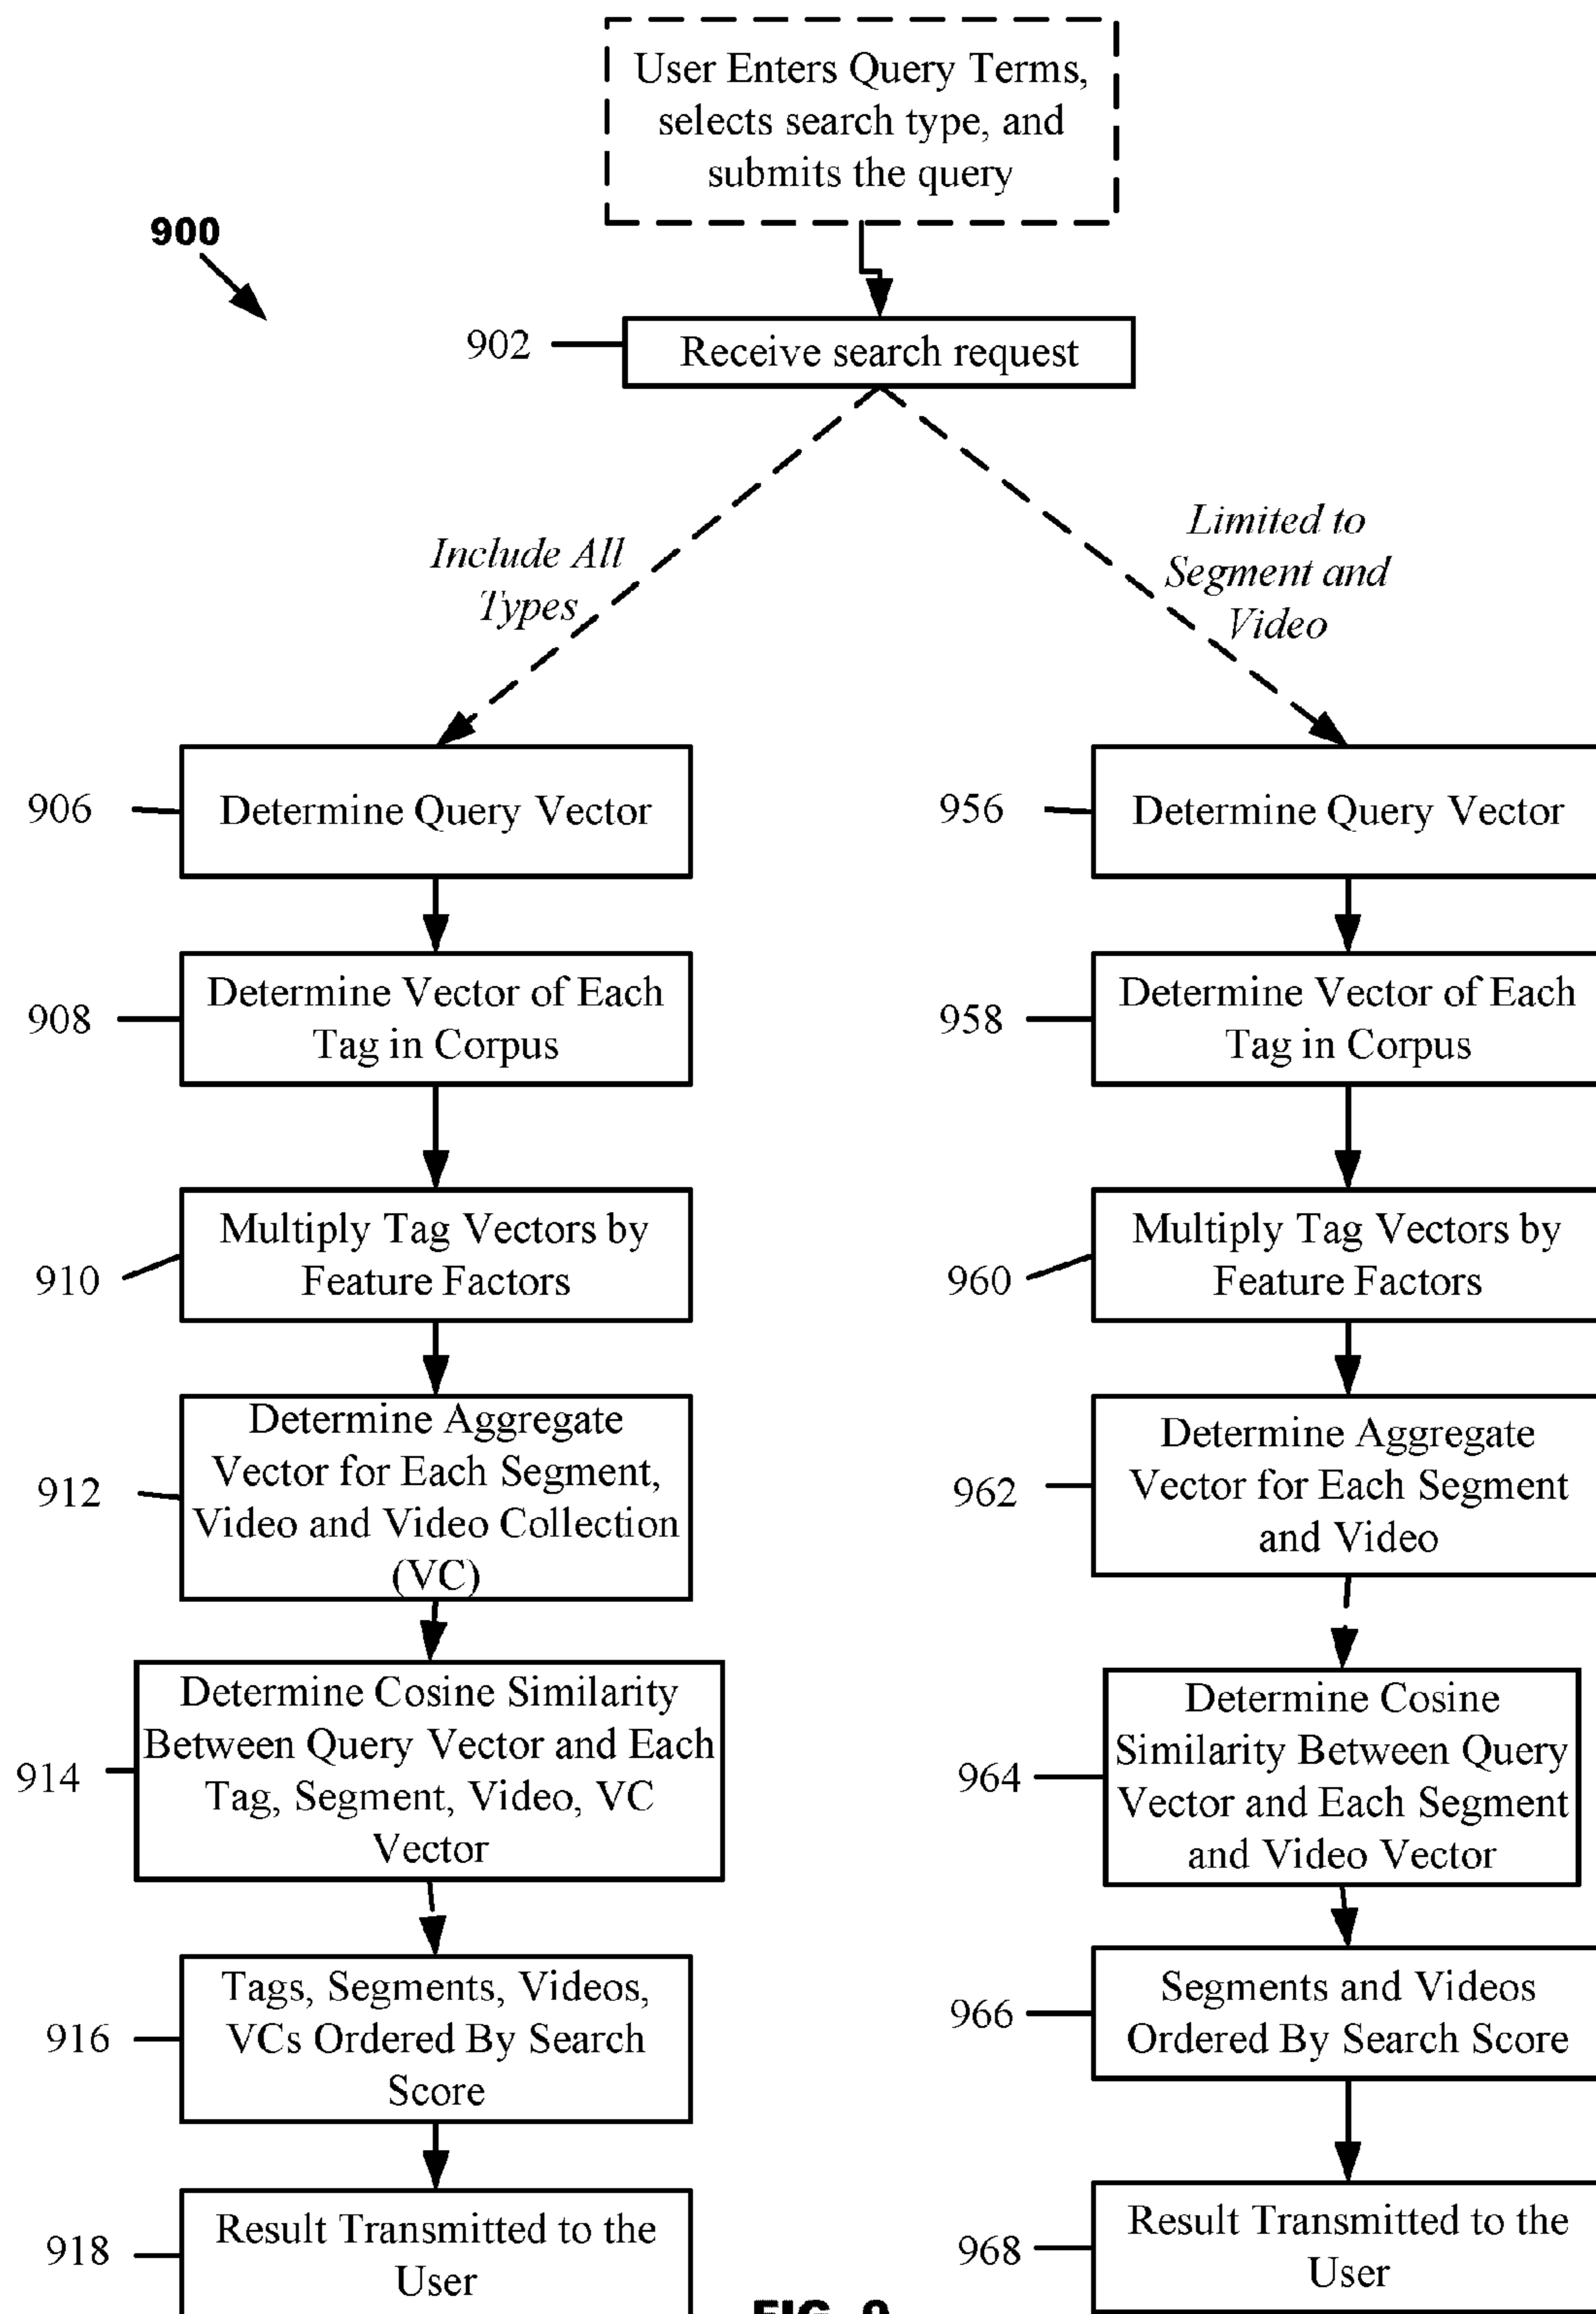 User Enters Query Terms,
selects search type, and
submits the query
900
902
Receive search request
Include All
Types
Limited to
Segment and
Video
906
Determine Query Vector
956
Determine Query Vector
908
Determine Vector of Each
Tag in Corpus
958
Determine Vector of Each
Tag in Corpus
910
Multiply Tag Vectors by
Feature Factors
960
Multiply Tag Vectors by
Feature Factors
912
Determine Aggregate
Vector for Each Segment,
Video and Video Collection
(VC)
962
Determine Aggregate
Vector for Each Segment
and Video
914
Determine Cosine Similarity
Between Query Vector and Each
Tag, Segment, Video, VC
Vector
964
Determine Cosine
Similarity Between Query
Vector and Each Segment
and Video Vector
916
Tags, Segments, Videos,
VCs Ordered By Search
Score
966
Segments and Videos
Ordered By Search Score
918
Result Transmitted to the
User
968
Result Transmitted to the
User
FIG. 9